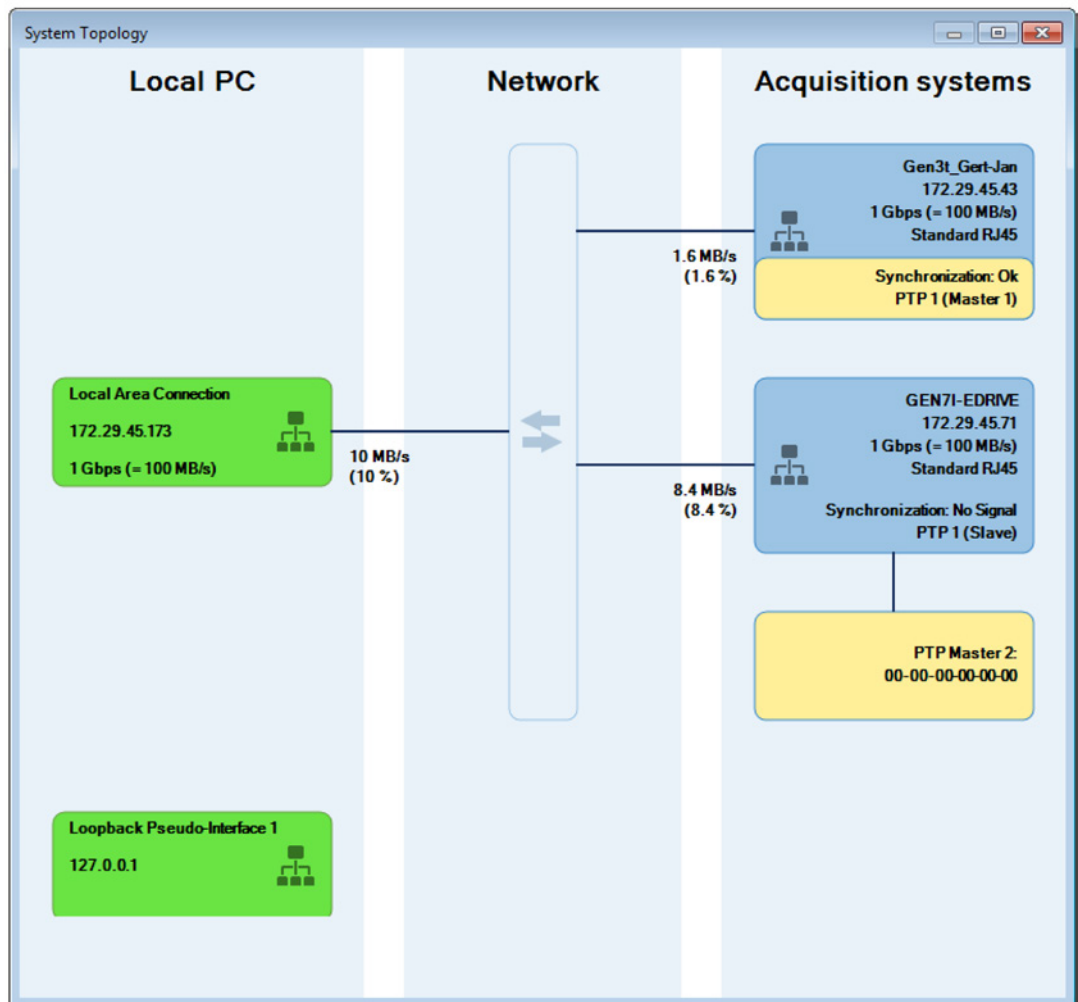 System Topology
Local PC
Network
Acquisition systems
Gen3t_Gert-Jan
172.29.45.43
1 Gbps (= 100 MB/s)
Standard RJ45
1.6 MB/s
(1.6 %)
Synchronization: Ok
PTP 1 (Master 1)
Local Area Connection
172.29.45.173
1 Gbps (= 100 MB/s)
10 MB/s
(10 %)
GEN7I-EDRIVE
172.29.45.71
1 Gbps (= 100 MB/s)
Standard RJ45
8.4 MB/s
(8.4 %)
Synchronization: No Signal
PTP 1 (Slave)
PTP Master 2:
00-00-00-00-00-00
Loopback Pseudo-Interface 1
127.0.0.1